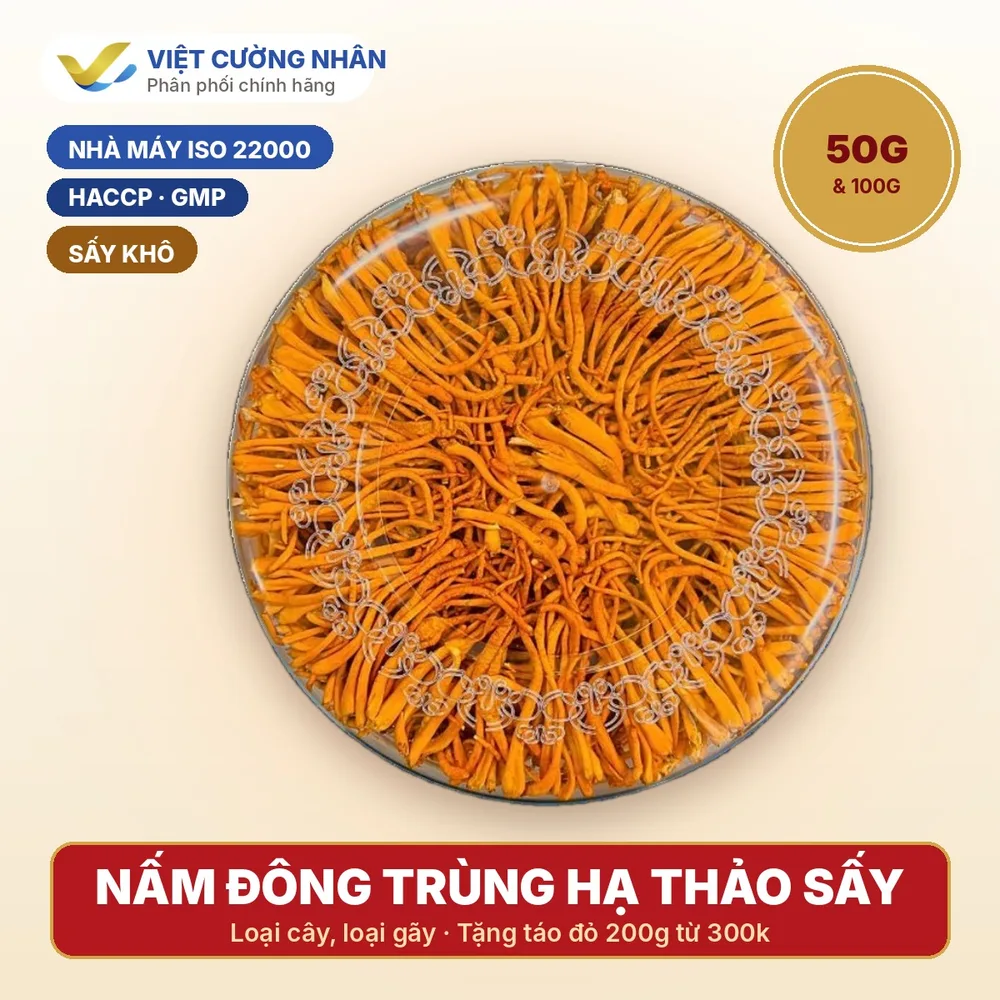 VIỆT CƯỜNG NHÂN
Phân phối chính hãng
NHÀ MÁY ISO 22000
HACCP · GMP
SẤY KHÔ
50G
& 100G
NẤM ĐÔNG TRÙNG HẠ THẢO SẤY
Loại cây, loại gãy · Tặng táo đỏ 200g từ 300k